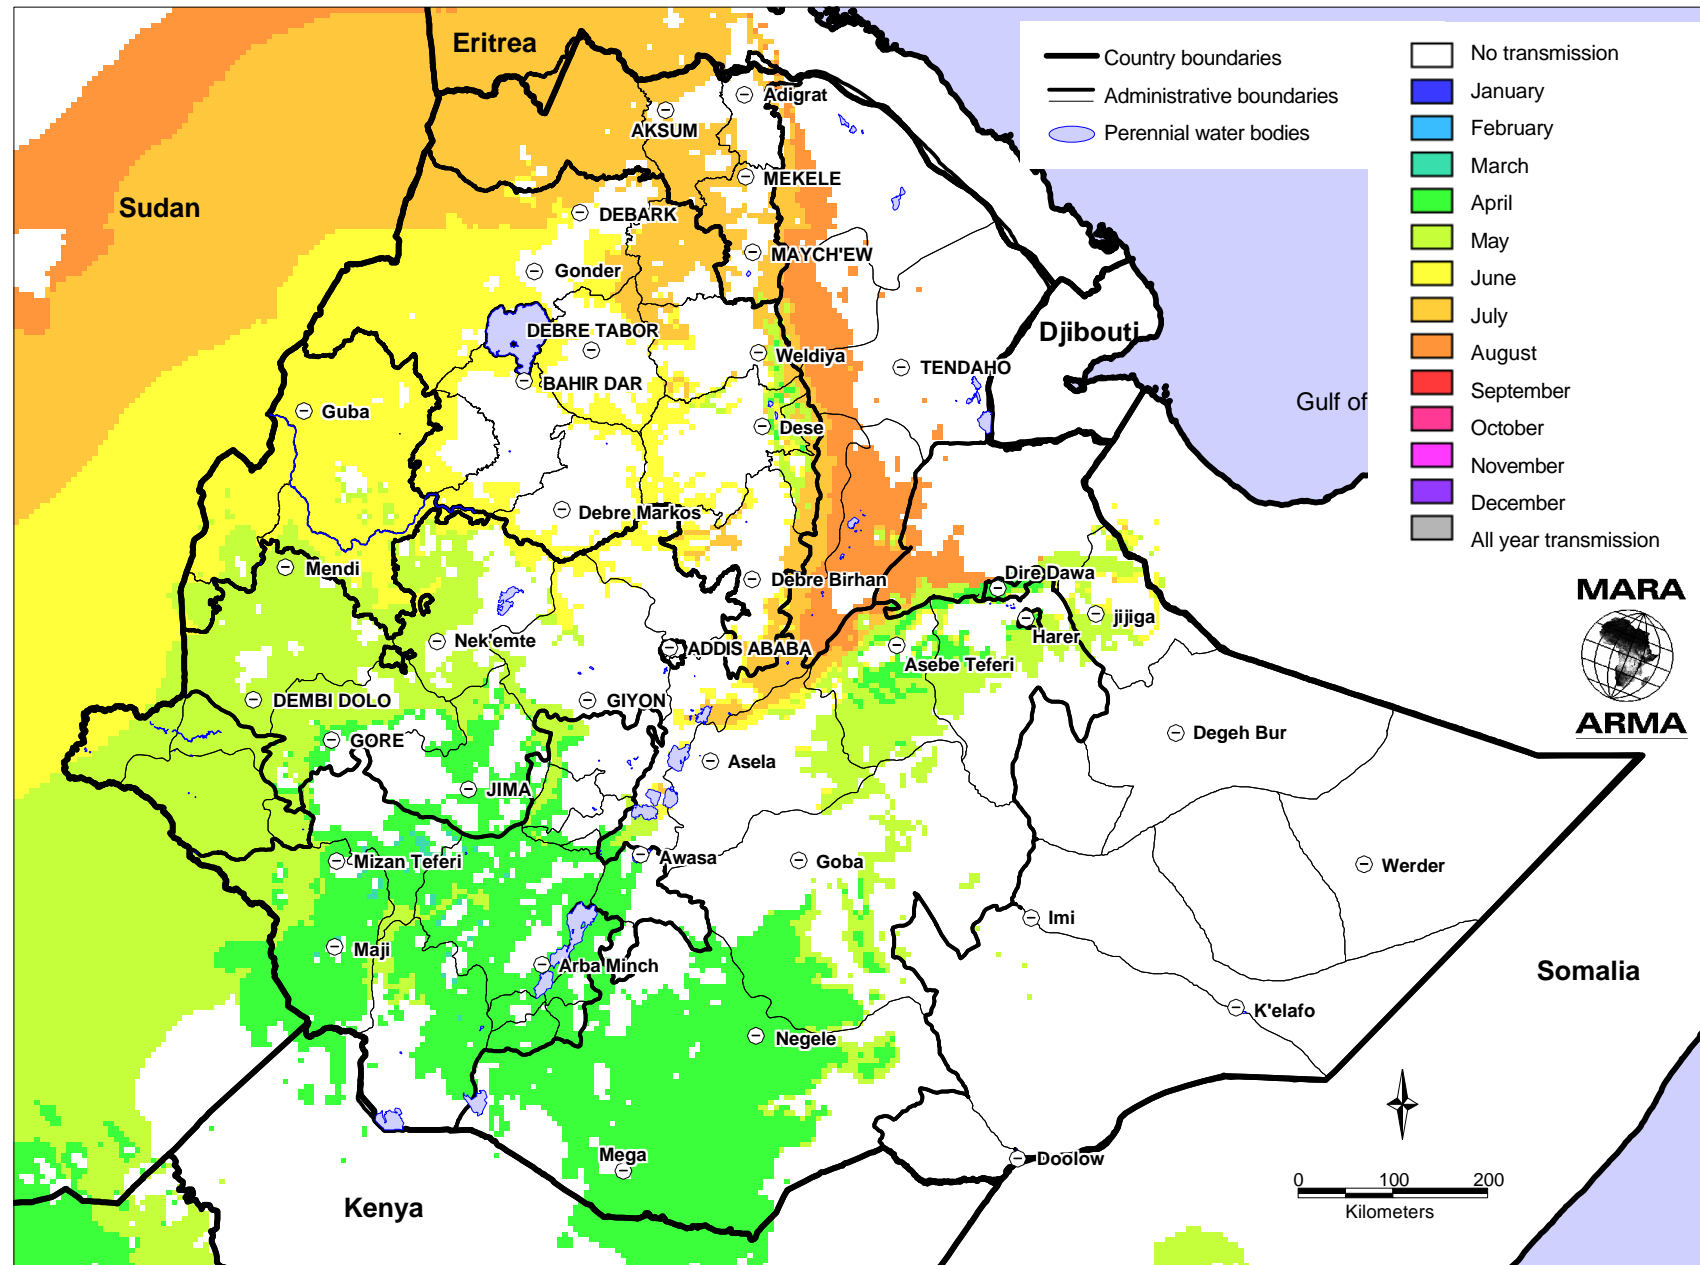 Eritrea
Adigrat
AKSUM
MEKELE
Sudan
DEBARK
MAYCH'EW
Gonder
DEBRE TABOR
Djibouti
Weldiya
TENDAHO
BAHIR DAR
Gulf of
Guba
Dese
Debre Markos
Mendi
Debre Birhan
Dire Dawa
jijiga
Harer
Nek'emte
ADDIS ABABA
Asebe Teferi
DEMBI DOLO
GIYON
GORE
Degeh Bur
Asela
JIMA
Mizan Teferi
Awasa
Goba
Werder
Imi
Maji
Arba Minch
Somalia
K'elafo
Negele
Mega
Doolow
Kenya
Country boundaries
Administrative boundaries
Perennial water bodies
No transmission
January
February
March
April
May
June
July
August
September
October
November
December
All year transmission
MARA
ARMA
0 100 200
Kilometers